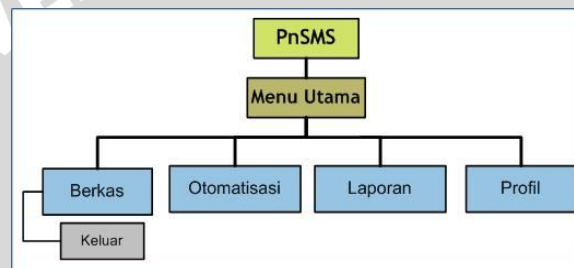 PnSMS
Menu Utama
Berkas
Otomatisasi
Laporan
Profil
Keluar